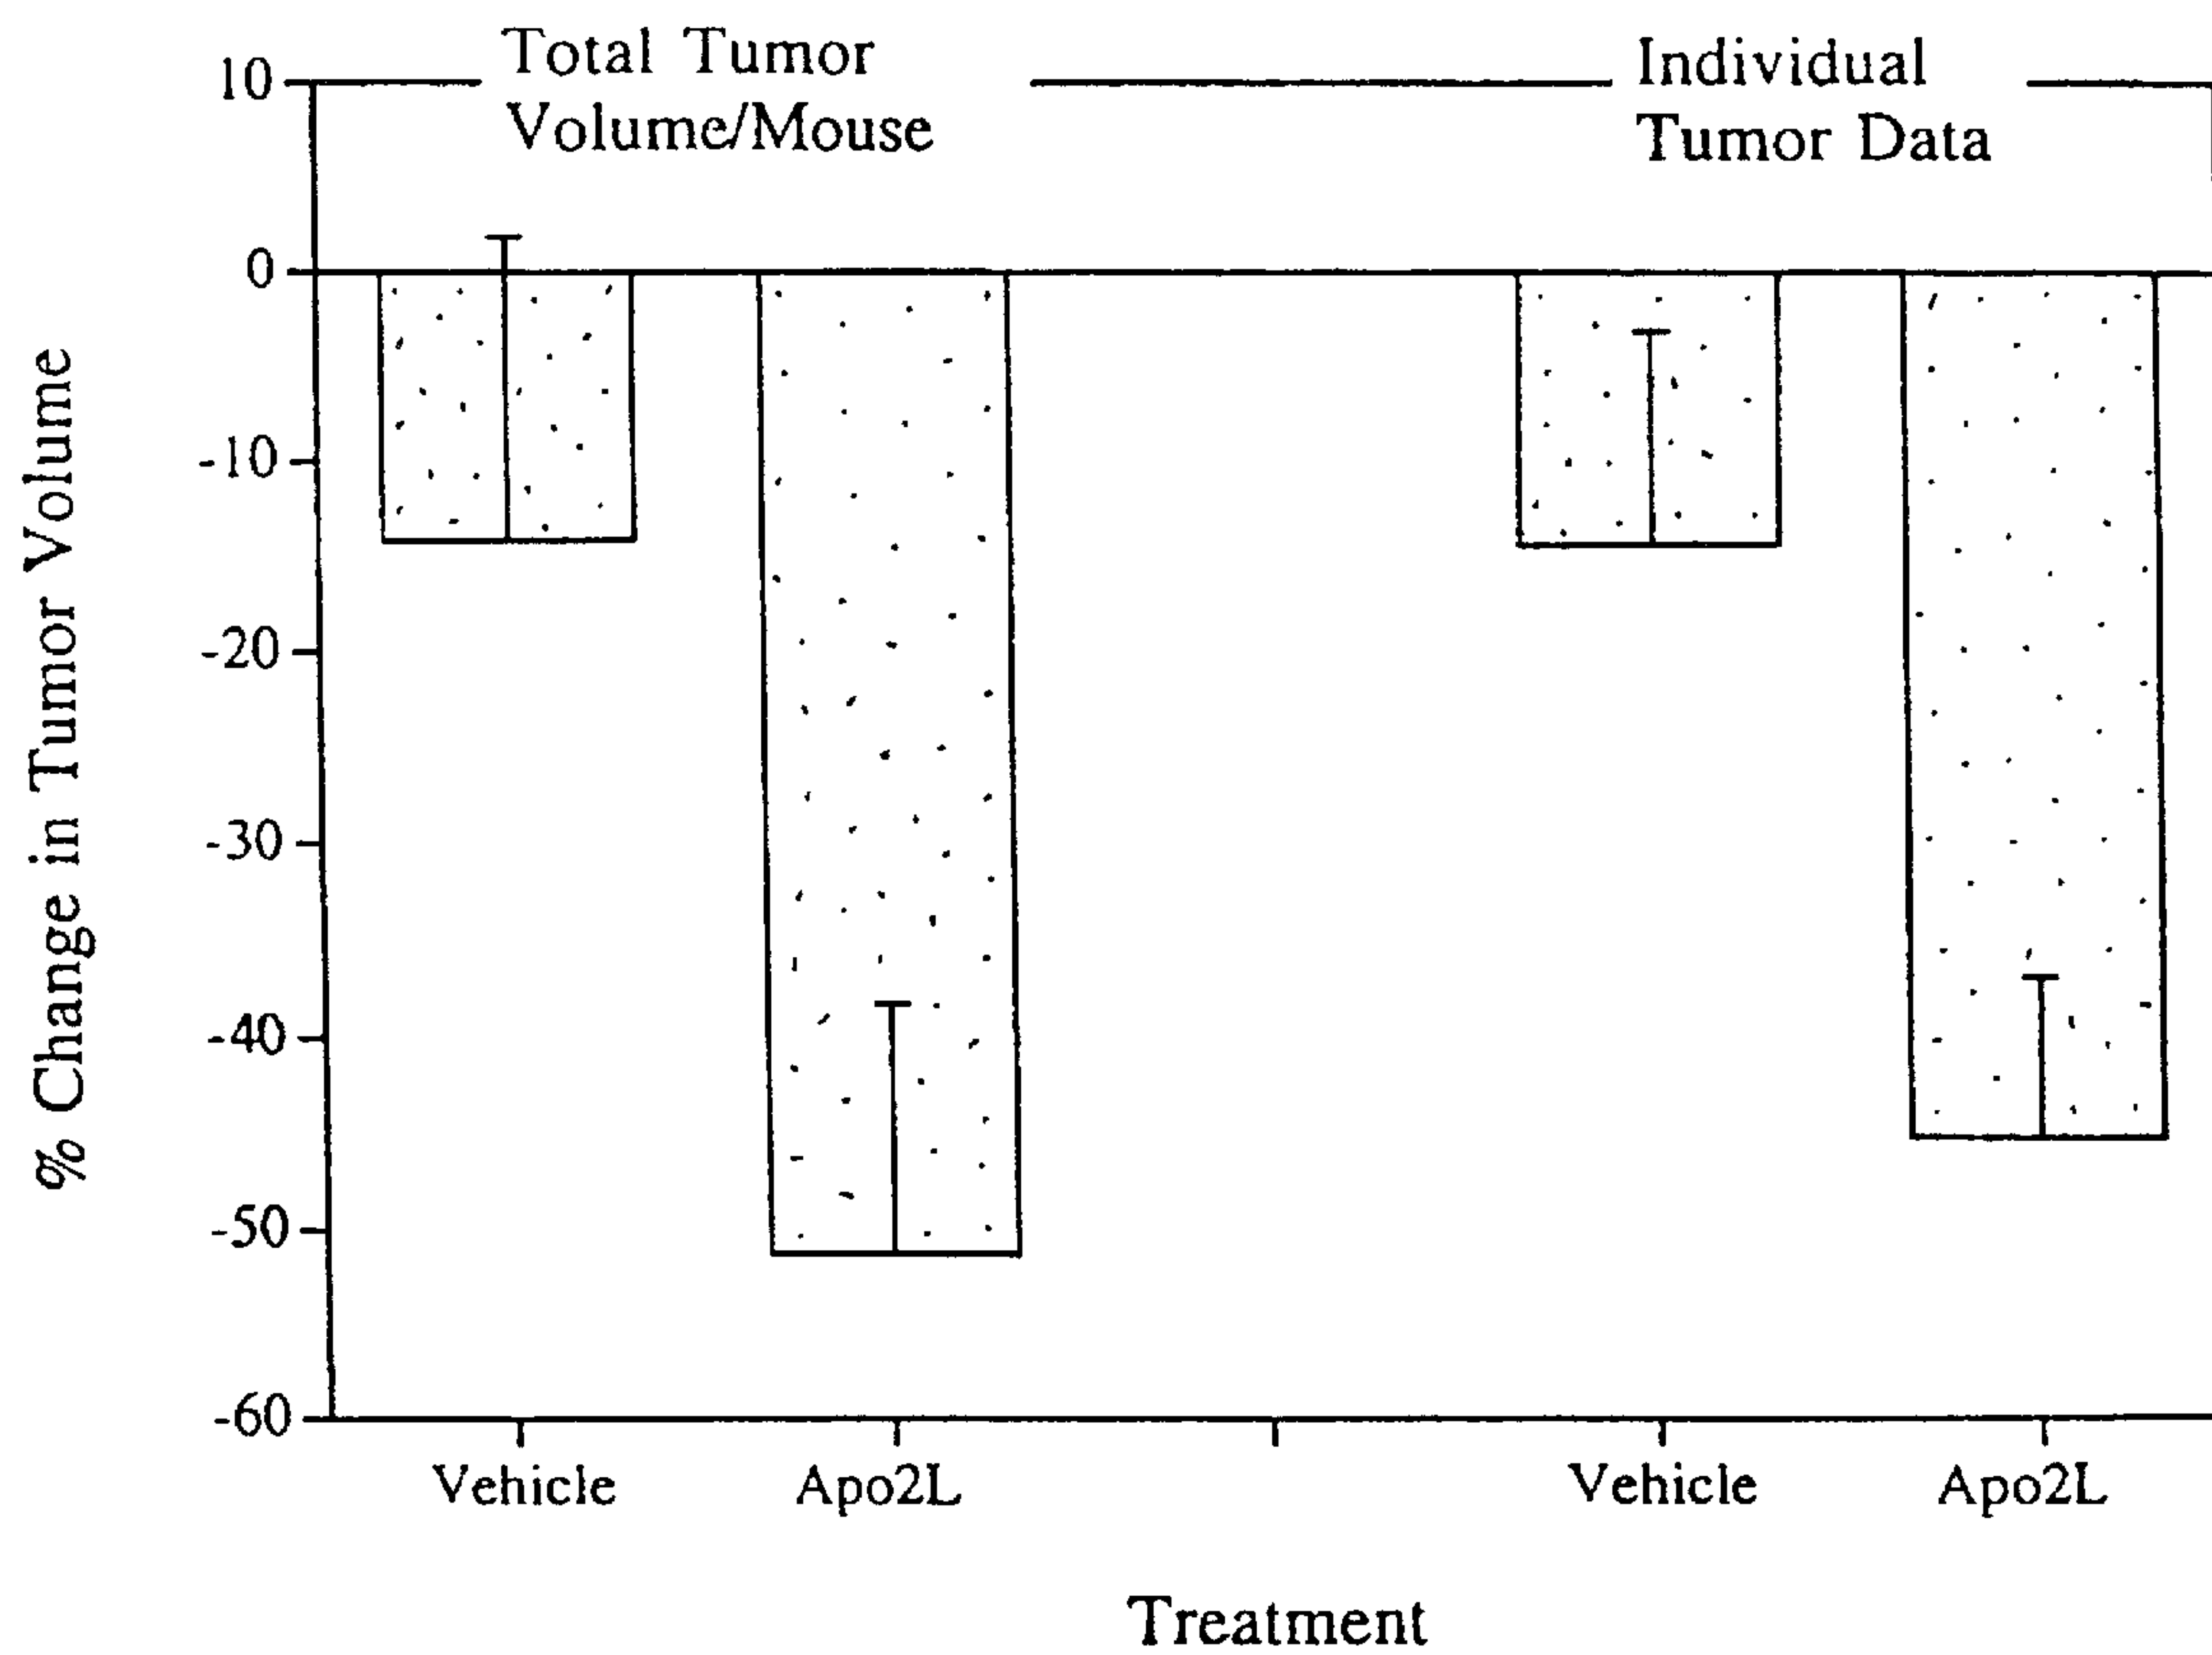 Total Tumor
Volume/Mouse
Individual
Tumor Data
10
0
-10
-20
-30
-40
-50
-60
% Change in Tumor Volume
Vehicle
Apo2L
Vehicle
Apo2L
Treatment